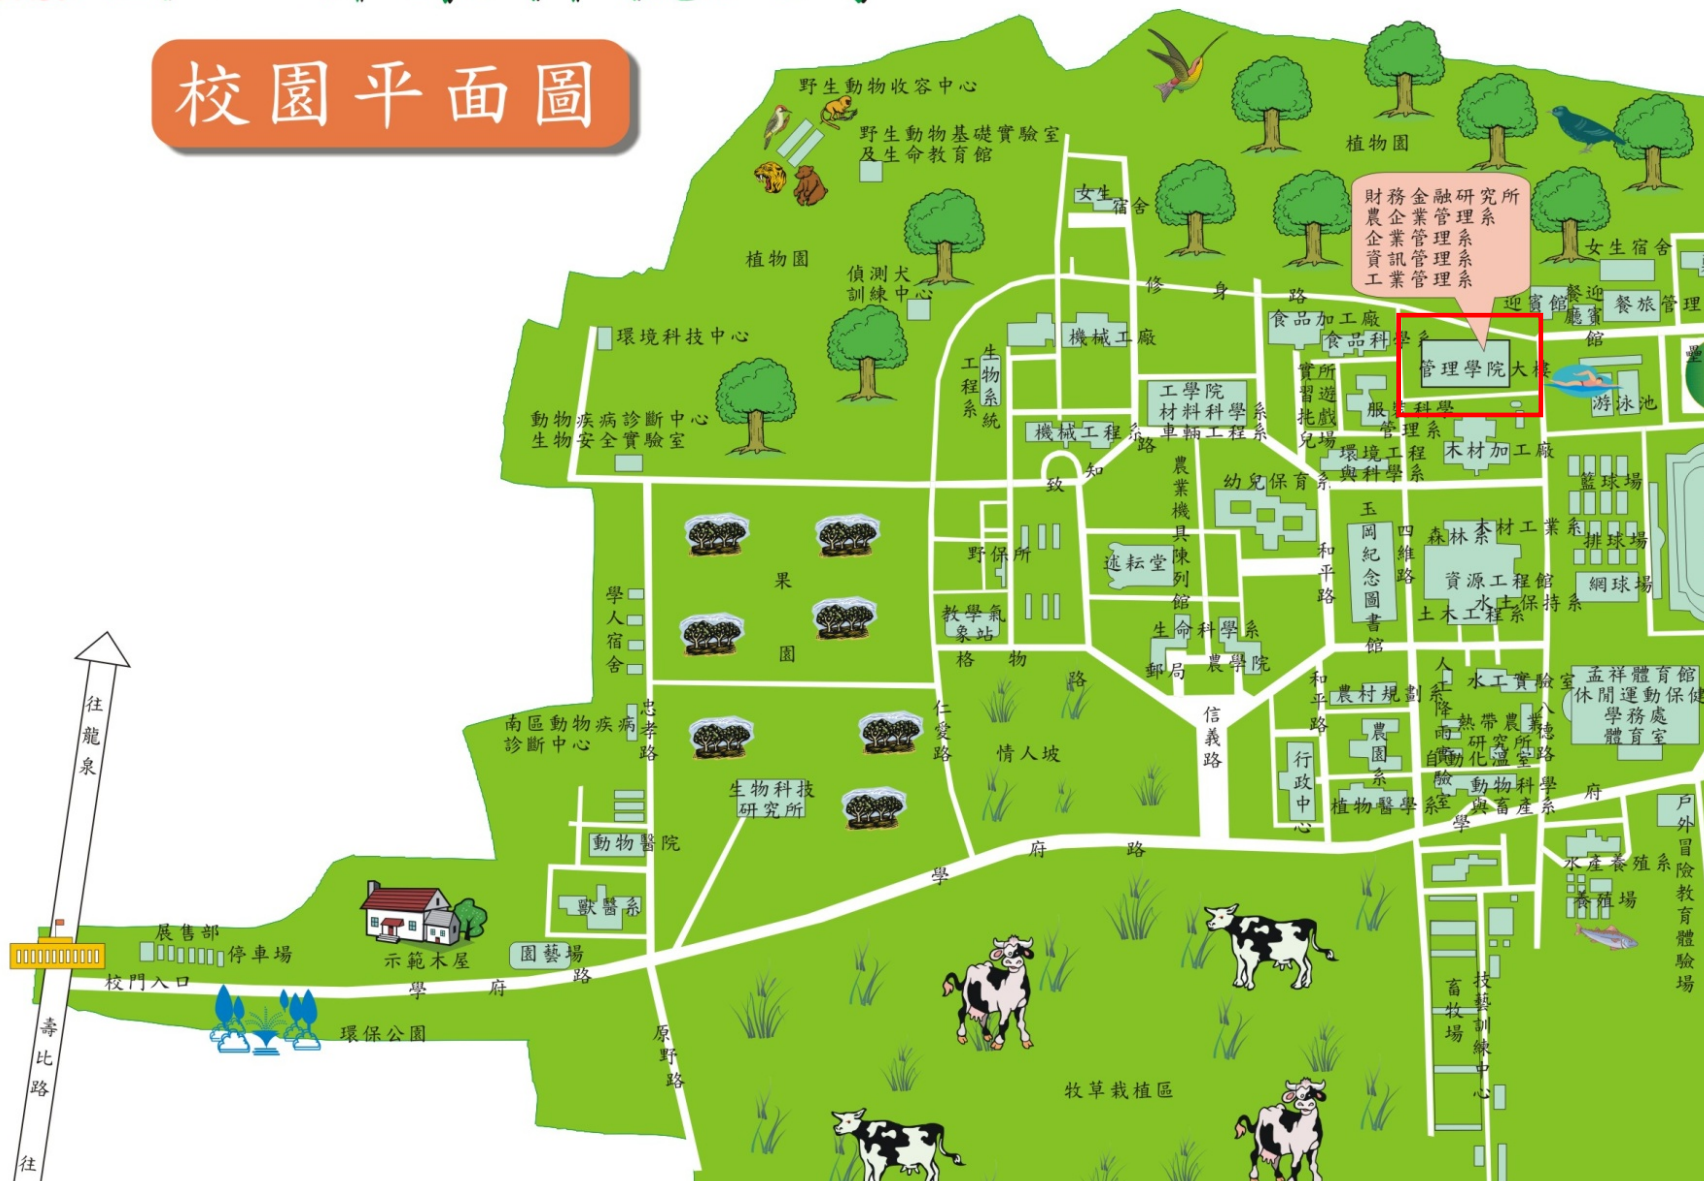 校園平面圖
野生動物收容中心
野生動物基礎實驗室
及生命教育館
植物園
財務金融研究所
農企業管理系
企業管理系
資訊管理系
工業管理系
女生
宿舍
植物園
偵測犬
訓練中心
修身路
女生宿舍
迎賓館
餐廳
迎賓館
餐旅管理
環境科技中心
機械工廠
食品加工廠
食品科學系
管理學院大樓
游泳池
生物系統
工程系
工學院
材料科學系
車輛工程系
機械工程系
實習托兒所遊戲場
服裝科學
管理系
木材加工廠
動物疾病診斷中心
生物安全實驗室
環境工程
與科學系
籃球場
致知路
農業機具陳列館
幼兒保育系
玉岡紀念圖書館
四維路
和平路
森林系
木材工業系
排球場
野保所
述耘堂
資源工程館
水土保持系
土木工程系
網球場
果園
學人宿舍
教學氣
象站
生命科學系
格物路
郵局
農學院
孟祥體育館
休閒運動保健
學務處
體育室
水工實驗室
人工降雨實驗室
農村規劃系
和平路
八德路
熱帶農業
研究所
自動化溫室
農園系
南區動物疾病
診斷中心
忠孝路
仁愛路
信義路
情人坡
行政中心
往龍泉
生物科技
研究所
植物醫學系
動物科學
與畜產系
學府路
戶外冒險教育體驗場
動物醫院
學府路
水產養殖系
養殖場
獸醫系
展售部
停車場
示範木屋
園藝場
校門入口
學府路
環保公園
原野路
畜牧場
技藝訓練中心
壽比路
牧草栽植區
往